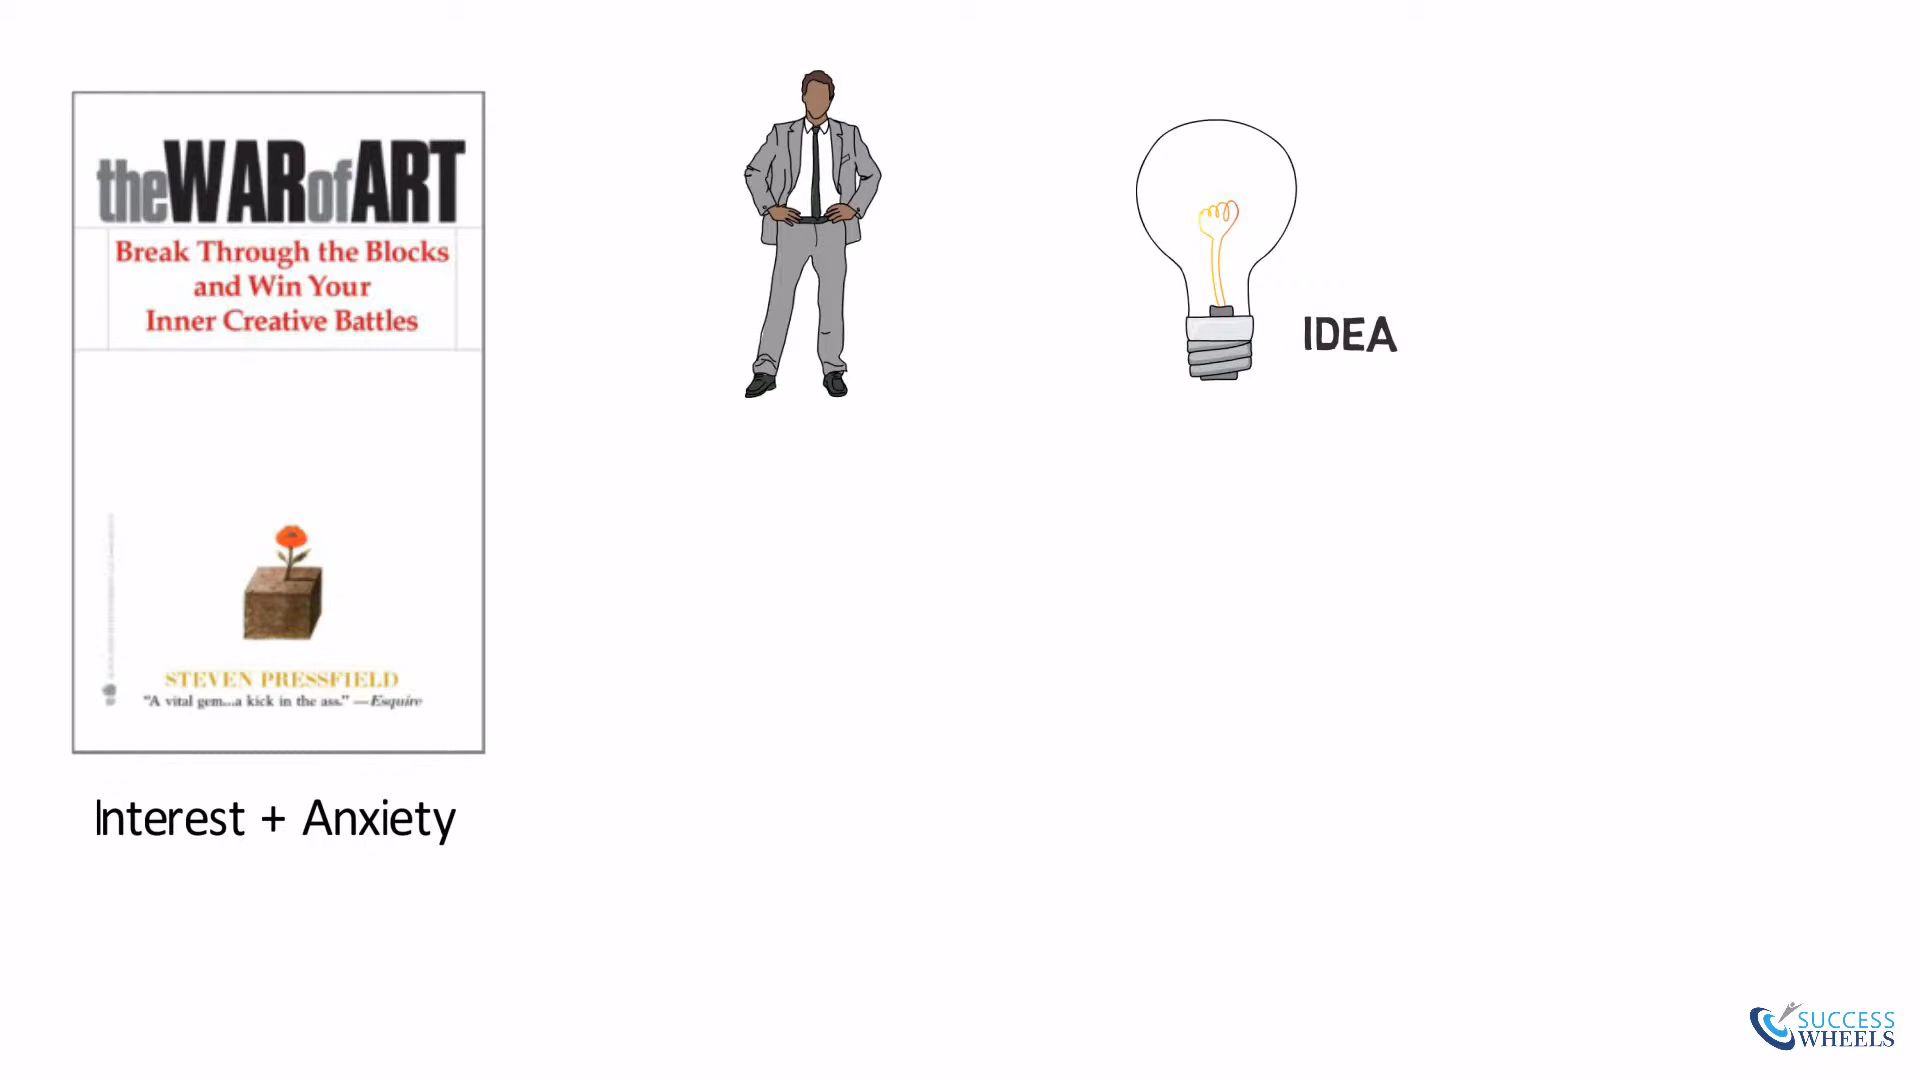 theWARofART
Break Through the Blocks
and Win Your
Inner Creative Battles
STEVEN PRESSFIELD
“A vital gem...a kick in the ass.” —Esquire
Interest + Anxiety
IDEA
SUCCESS
WHEELS